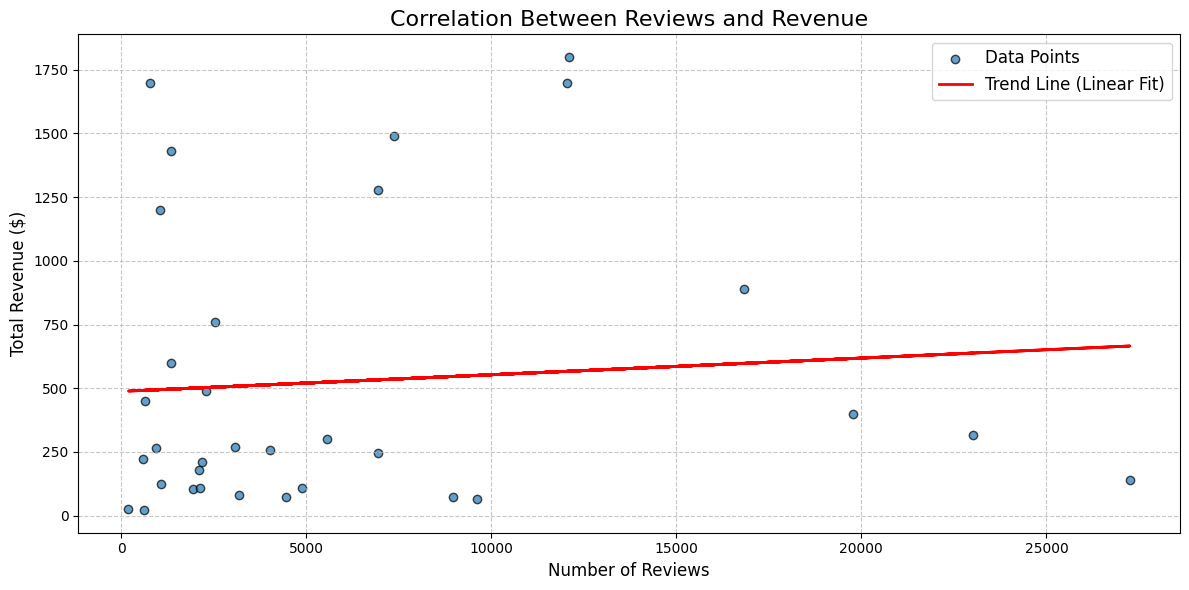 Correlation Between Reviews and Revenue
Data Points
Trend Line (Linear Fit)
1750
1500
1250
1000
750
500
250
0
Total Revenue ($)
0
5000
10000
15000
20000
25000
Number of Reviews